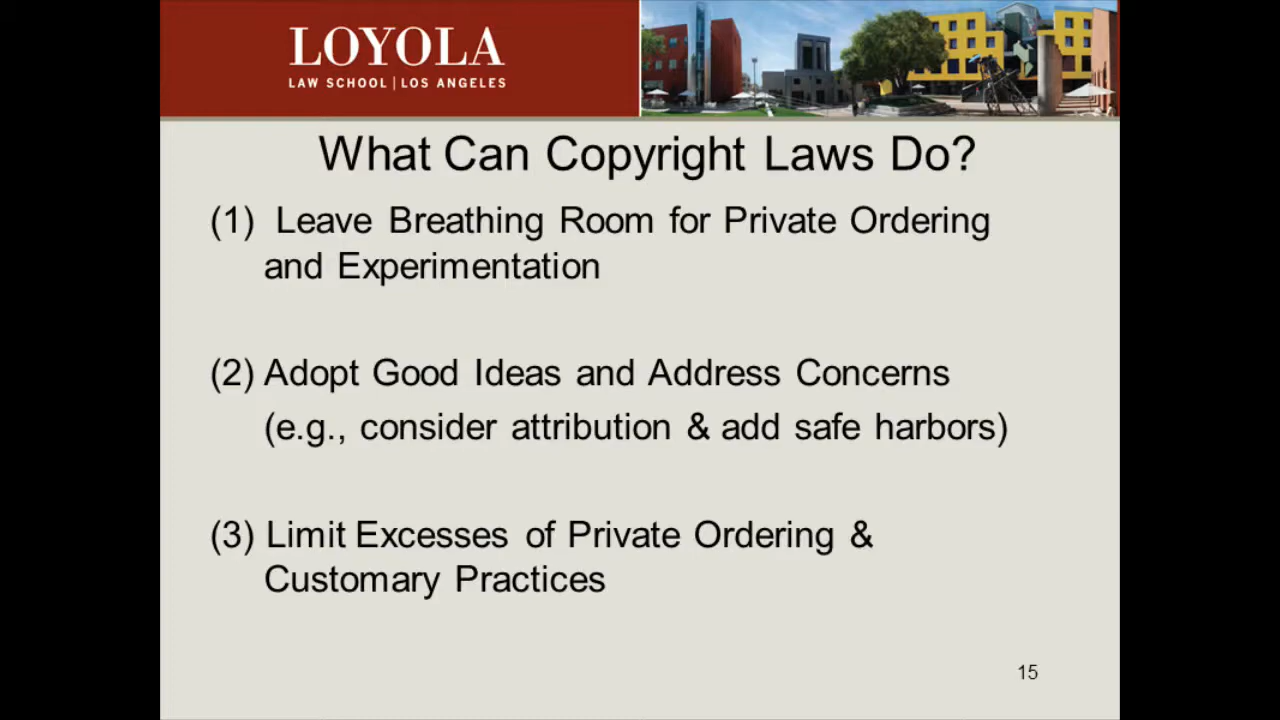 LOYOLA
LAW SCHOOL | LOS ANGELES
What Can Copyright Laws Do?
(1) Leave Breathing Room for Private Ordering
and Experimentation
(2) Adopt Good Ideas and Address Concerns
(e.g., consider attribution & add safe harbors)
(3) Limit Excesses of Private Ordering &
Customary Practices
15